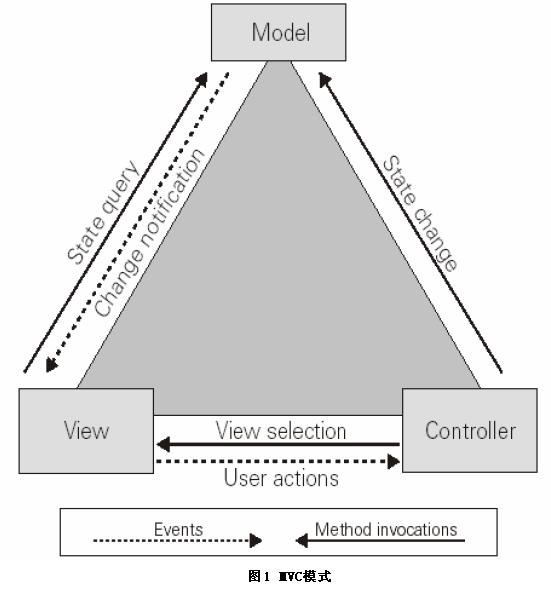 Model
State query
Change notification
State change
View
View selection
User actions
Controller
Events
Method invocations
图1 MVC模式